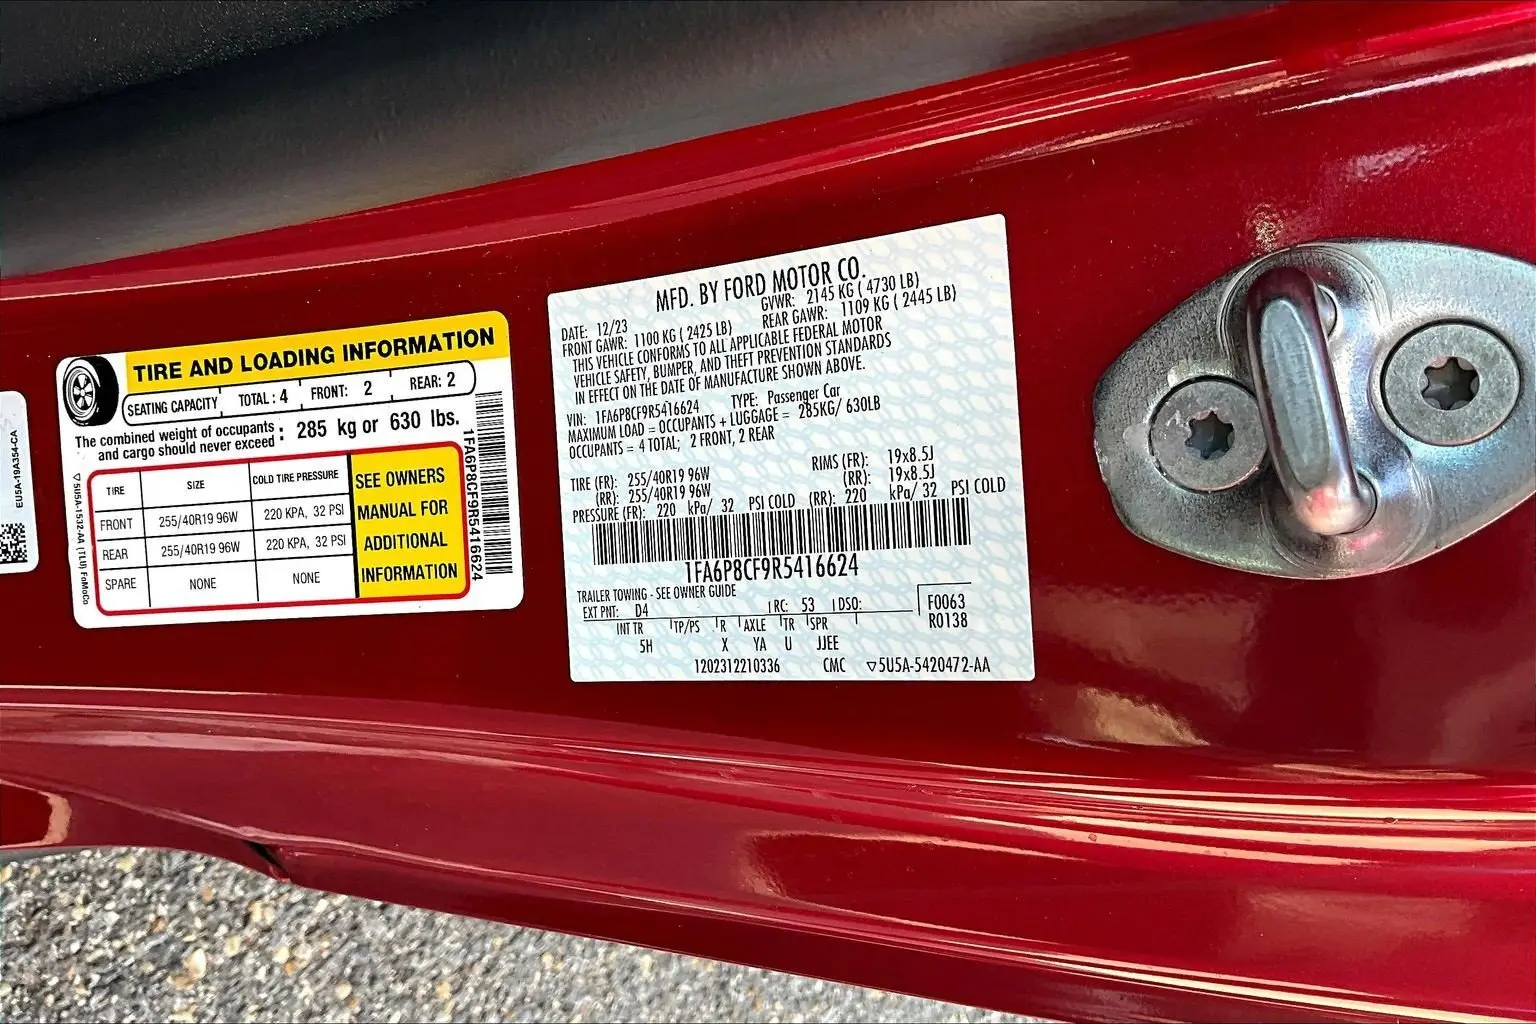 EU5A-19A354-CA
TIRE AND LOADING INFORMATION
SEATING CAPACITY TOTAL : 4 FRONT: 2 REAR: 2
The combined weight of occupants and cargo should never exceed : 285 kg or 630 lbs.
TIRE SIZE COLD TIRE PRESSURE
FRONT 255/40R19 96W 220 KPA, 32 PSI
REAR 255/40R19 96W 220 KPA, 32 PSI
SPARE NONE NONE
SEE OWNERS
MANUAL FOR
ADDITIONAL
INFORMATION
5U5A-1532-AA (TL0) FoMoCo
1FA6P8CF9R5416624
MFD. BY FORD MOTOR CO.
DATE: 12/23 GVWR: 2145 KG ( 4730 LB)
FRONT GAWR: 1100 KG ( 2425 LB) REAR GAWR: 1109 KG ( 2445 LB)
THIS VEHICLE CONFORMS TO ALL APPLICABLE FEDERAL MOTOR
VEHICLE SAFETY, BUMPER, AND THEFT PREVENTION STANDARDS
IN EFFECT ON THE DATE OF MANUFACTURE SHOWN ABOVE.
VIN: 1FA6P8CF9R5416624 TYPE: Passenger Car
MAXIMUM LOAD = OCCUPANTS + LUGGAGE = 285KG/ 630LB
OCCUPANTS = 4 TOTAL; 2 FRONT, 2 REAR
TIRE (FR): 255/40R19 96W RIMS (FR): 19x8.5J
(RR): 255/40R19 96W (RR): 19x8.5J
PRESSURE (FR): 220 kPa/ 32 PSI COLD (RR): 220 kPa/ 32 PSI COLD
1FA6P8CF9R5416624
TRAILER TOWING - SEE OWNER GUIDE
EXT PNT: D4 RC: 53 DSO: F0063
R0138
INT TR TP/PS R AXLE TR SPR
5H X YA U JJEE
1202312210336 CMC 5U5A-5420472-AA